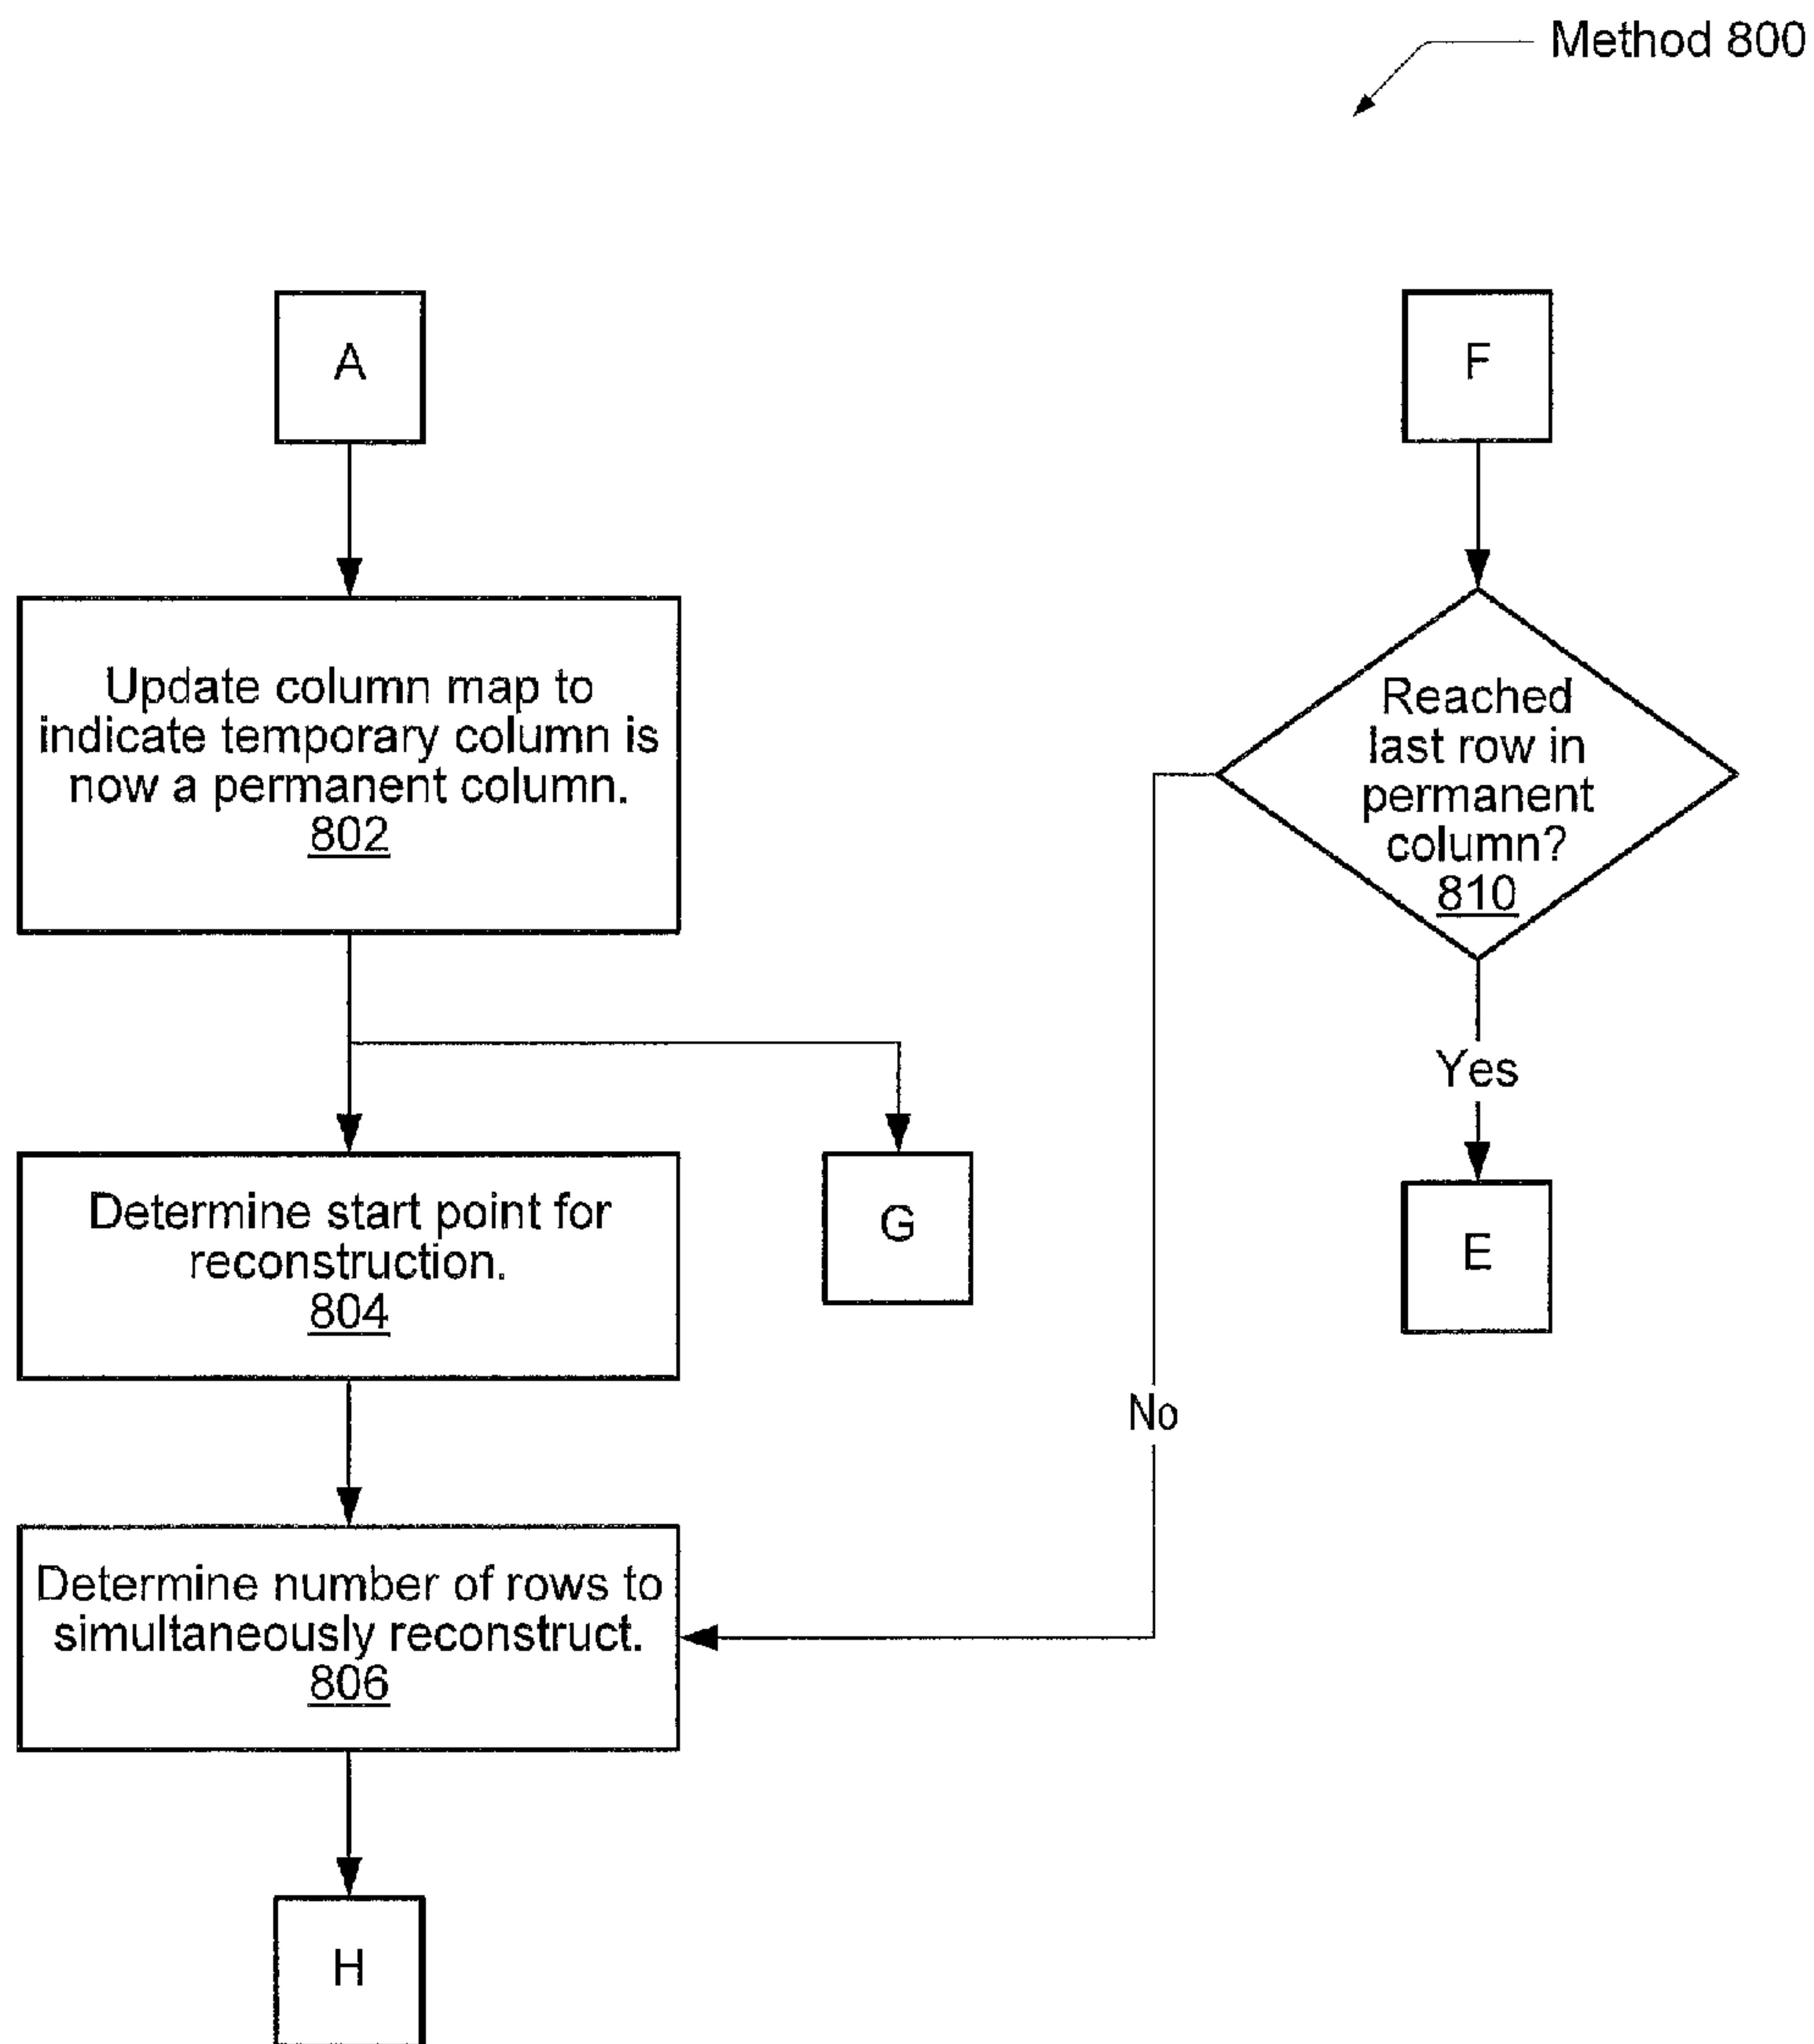 Method 800
A
Update column map to
indicate temporary column is
now a permanent column.
802
Determine start point for
reconstruction.
804
G
Determine number of rows to
simultaneously reconstruct.
806
H
F
Reached
last row in
permanent
column?
810
Yes
E
No